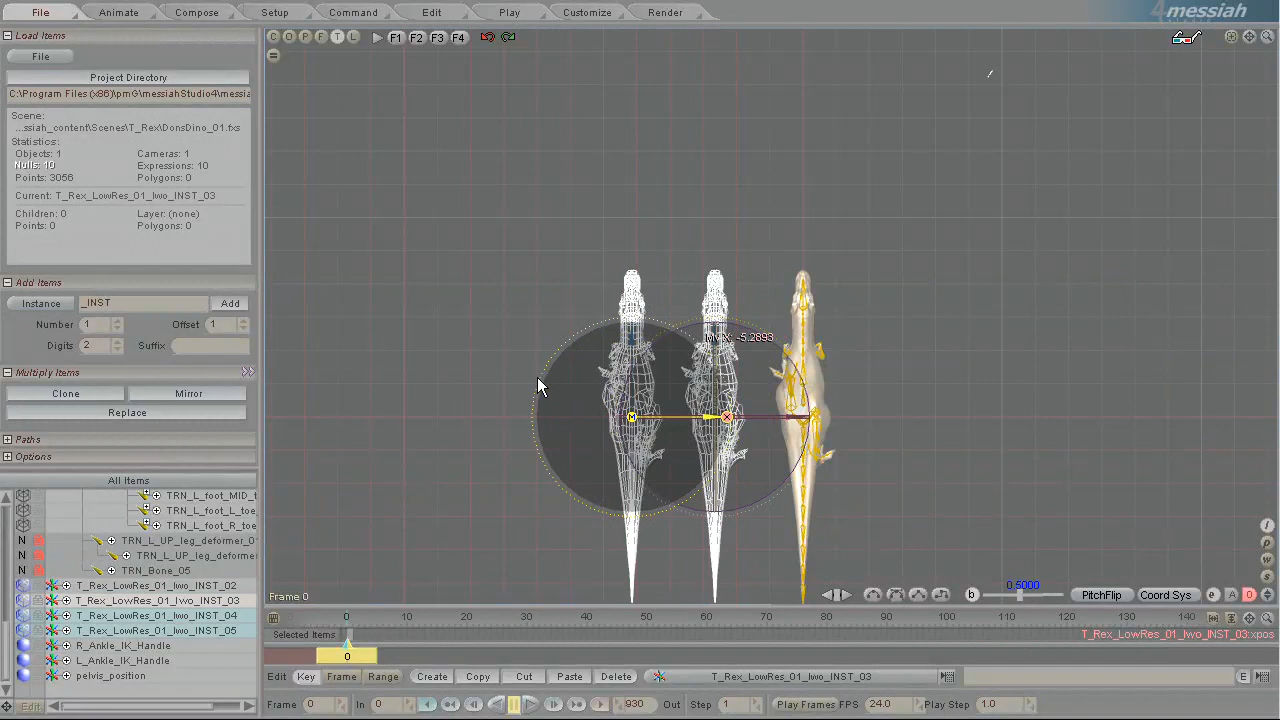 File Animate Compose Setup Command Edit Play Customize Render 4messiah
Load Items
C O P F T L F1 F2 F3 F4
File
Project Directory
C:\Program Files (x86)\pmG\messiahStudio4\messia
Scene:
...ssiah_content\Scenes\T_Rex\DonsDino_01.fxs
Statistics:
Objects: 1 Cameras: 1
Nulls: 10 Expressions: 10
Points: 3056 Polygons: 0
Current: T_Rex_LowRes_01_lwo_INST_03
Children: 0 Layer: (none)
Points: 0 Polygons: 0
Add Items
Instance _INST Add
Number 1 Offset 1
Digits 2 Suffix
Multiply Items
Clone Mirror
Replace
Paths
Options
All Items
TRN_L_foot_MID_t
TRN_L_foot_L_toe
TRN_L_foot_R_toe
N TRN_L_UP_leg_deformer_0
N TRN_L_UP_leg_deformer
N TRN_Bone_05
T_Rex_LowRes_01_lwo_INST_02
T_Rex_LowRes_01_lwo_INST_03
T_Rex_LowRes_01_lwo_INST_04
T_Rex_LowRes_01_lwo_INST_05
R_Ankle_IK_Handle
L_Ankle_IK_Handle
pelvis_position
Edit
mv X: -5.2893
Frame 0
b 0.5000 PitchFlip Coord Sys e A 0
0 10 20 30 40 50 60 70 80 90 100 110 120 130 140
Selected Items T_Rex_LowRes_01_lwo_INST_03:xpos
0
Edit Key Frame Range Create Copy Cut Paste Delete T_Rex_LowRes_01_lwo_INST_03 E
Frame 0 In 0 930 Out Step 1 Play Frames FPS 24.0 Play Step 1.0